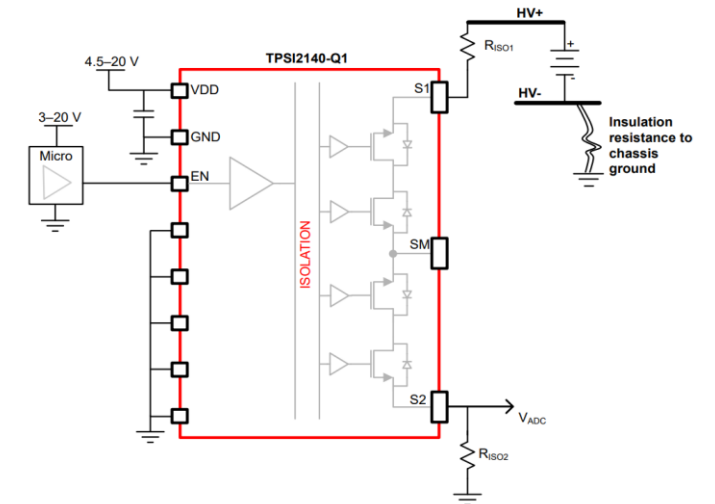 HV+
RISO1
4.5–20 V
TPSI2140-Q1
+
-
VDD
S1
HV-
3–20 V
GND
Insulation
resistance to
chassis
ground
Micro
EN
ISOLATION
SM
S2
VADC
RISO2